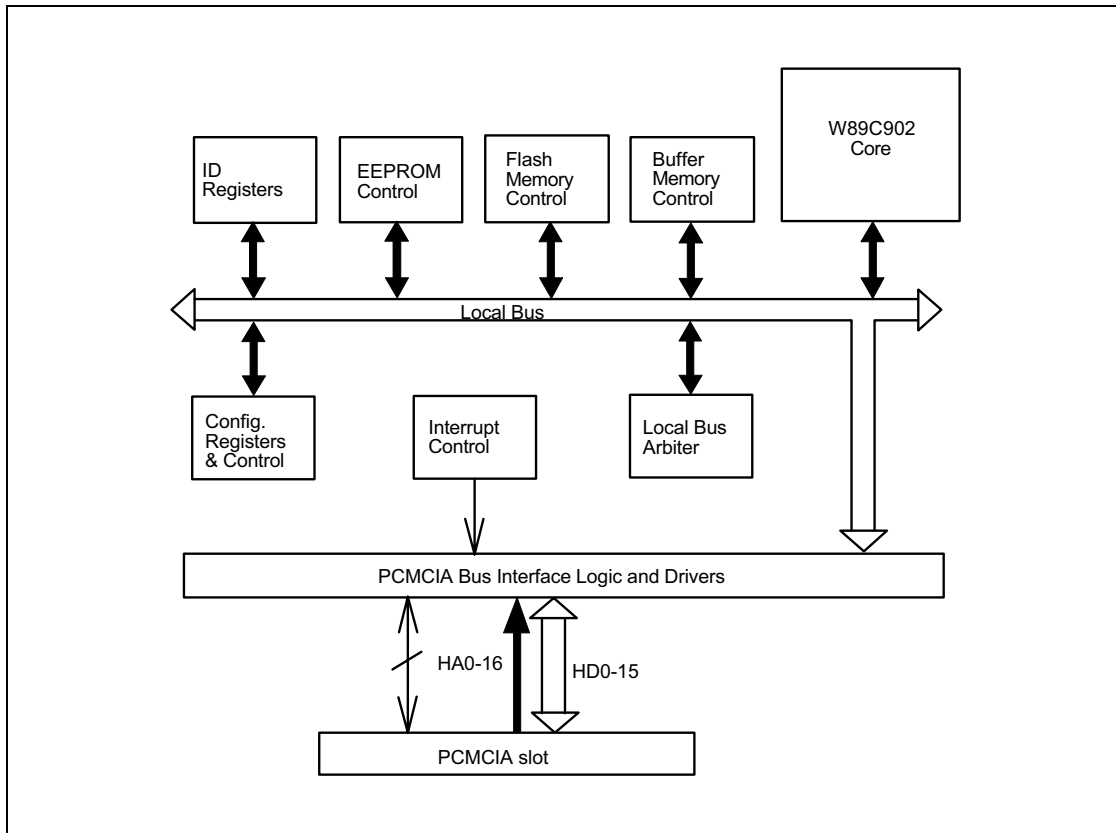 W89C902
Core
ID
Registers
EEPROM
Control
Flash
Memory
Control
Buffer
Memory
Control
Local Bus
Config.
Registers
& Control
Interrupt
Control
Local Bus
Arbiter
PCMCIA Bus Interface Logic and Drivers
HA0-16
HD0-15
PCMCIA slot